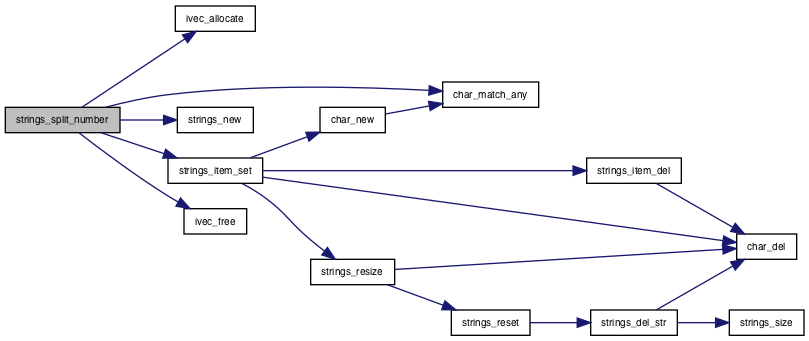 ivec_allocate
char_match_any
strings_split_number
strings_new
char_new
strings_item_set
strings_item_del
ivec_free
char_del
strings_resize
strings_reset
strings_del_str
strings_size